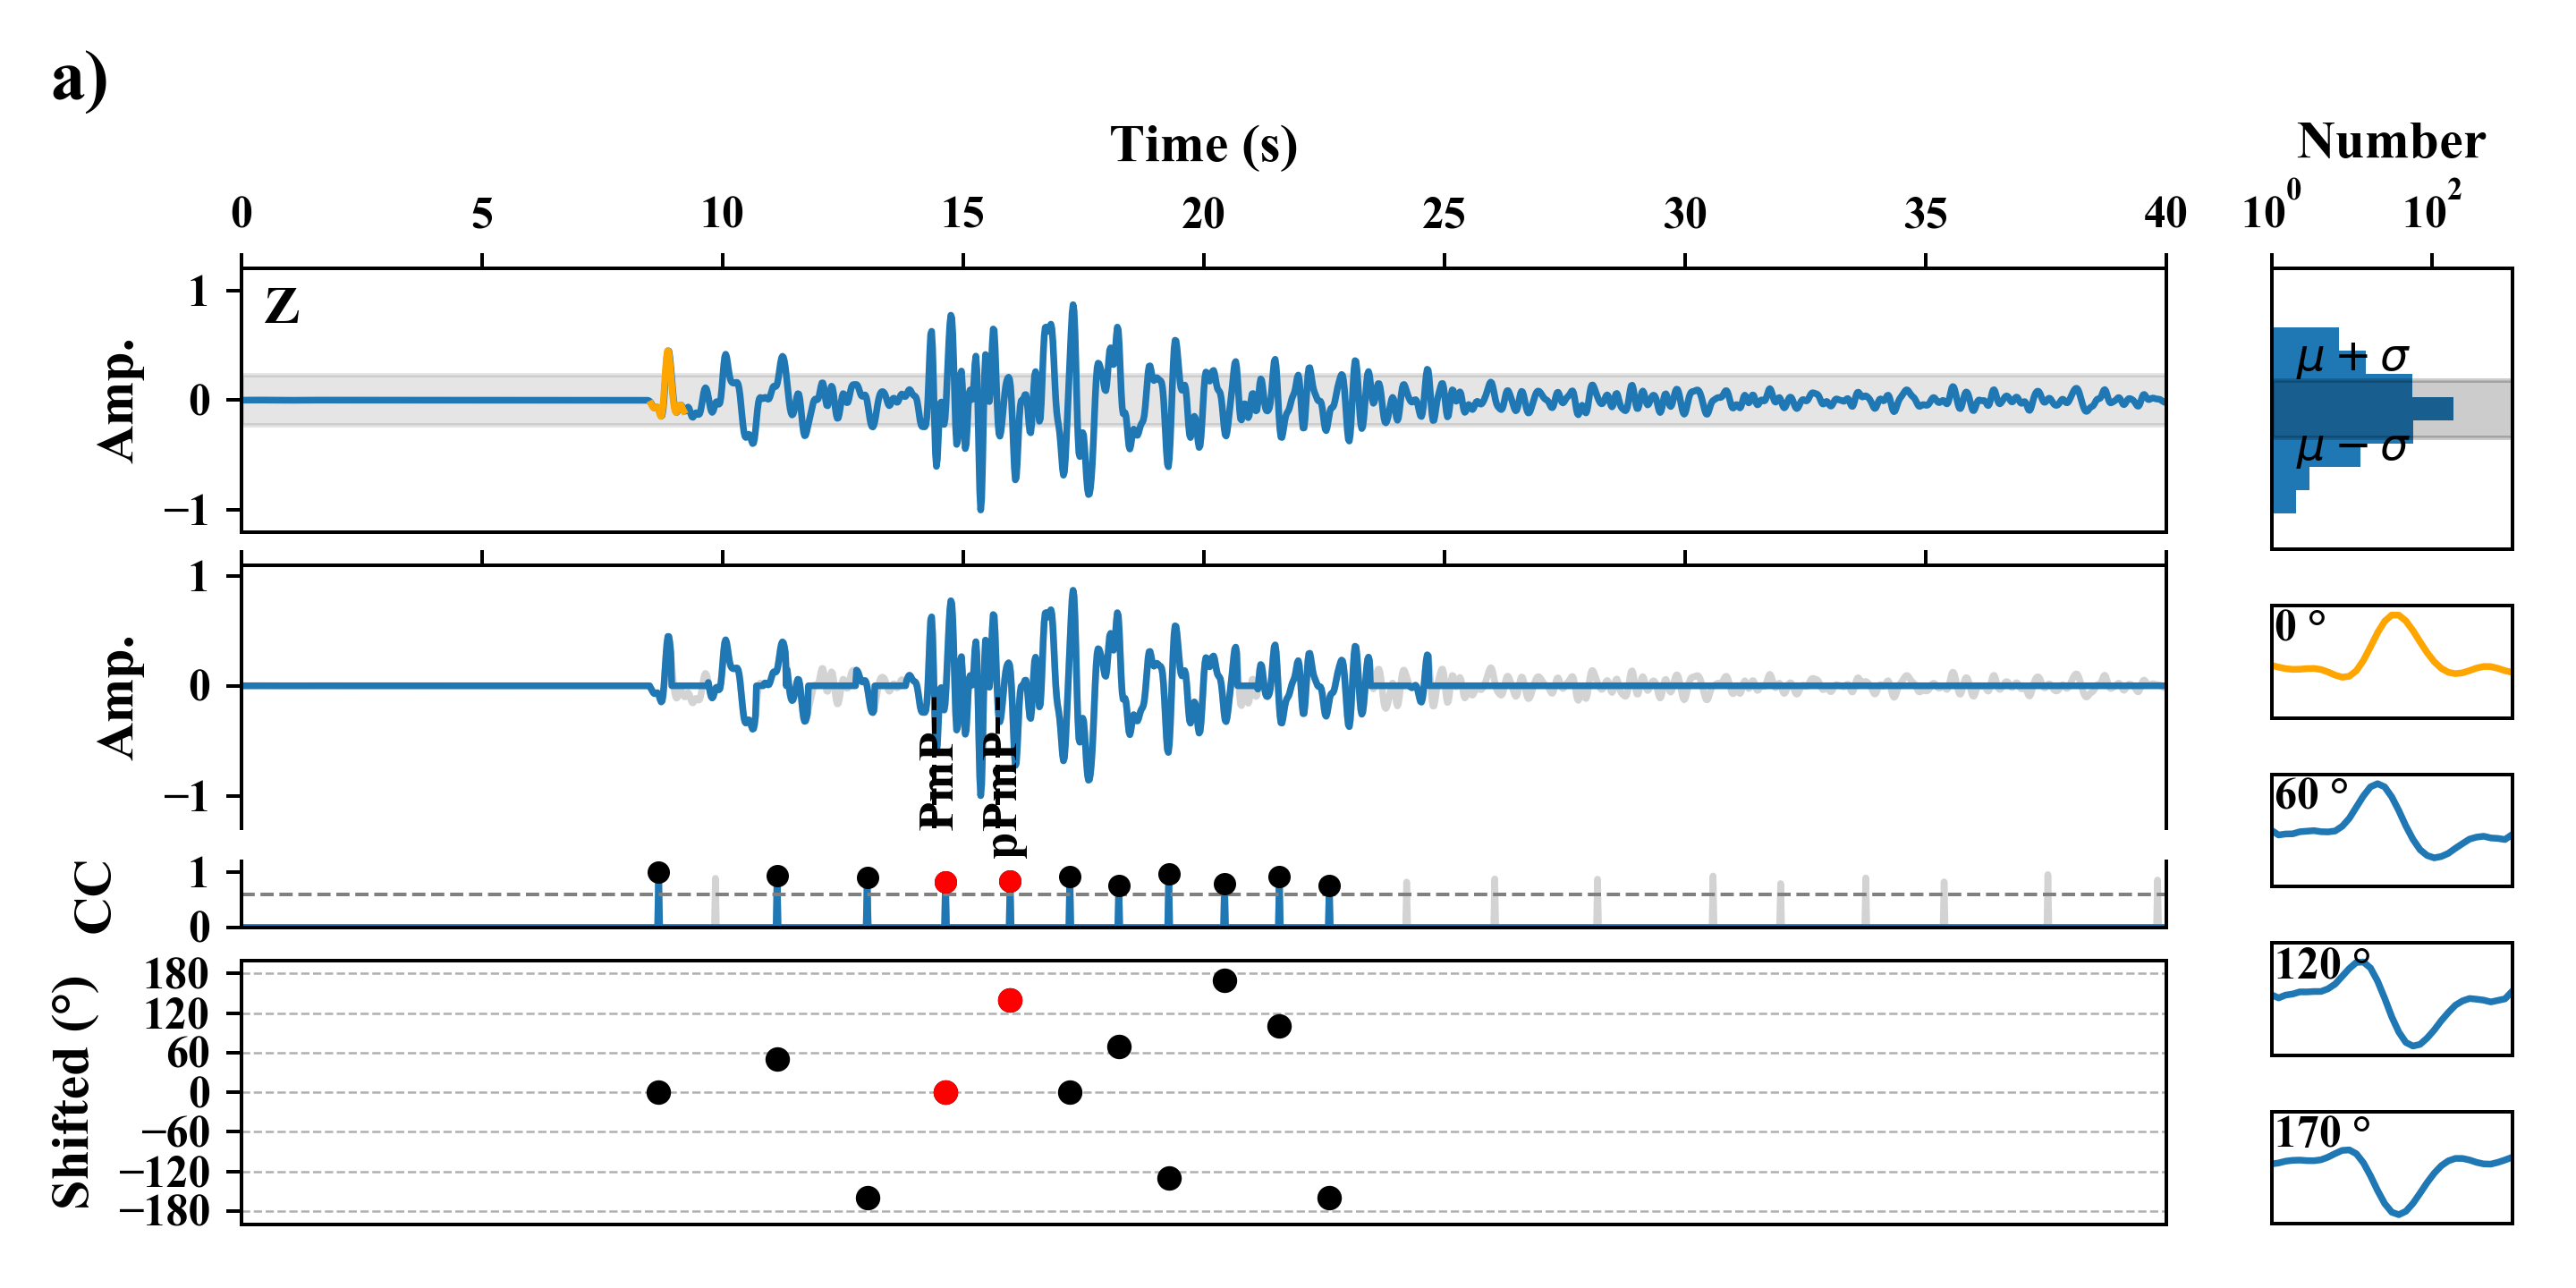 a)
Time (s)
Number
0 5 10 15 20 25 30 35 40
10^0 10^2
Z
Amp.
1
0
−1
μ + σ
μ − σ
Amp.
1
0
−1
PmP
pPmP
0 °
60 °
CC
1
0
120 °
Shifted (°)
180
120
60
0
−60
−120
−180
170 °